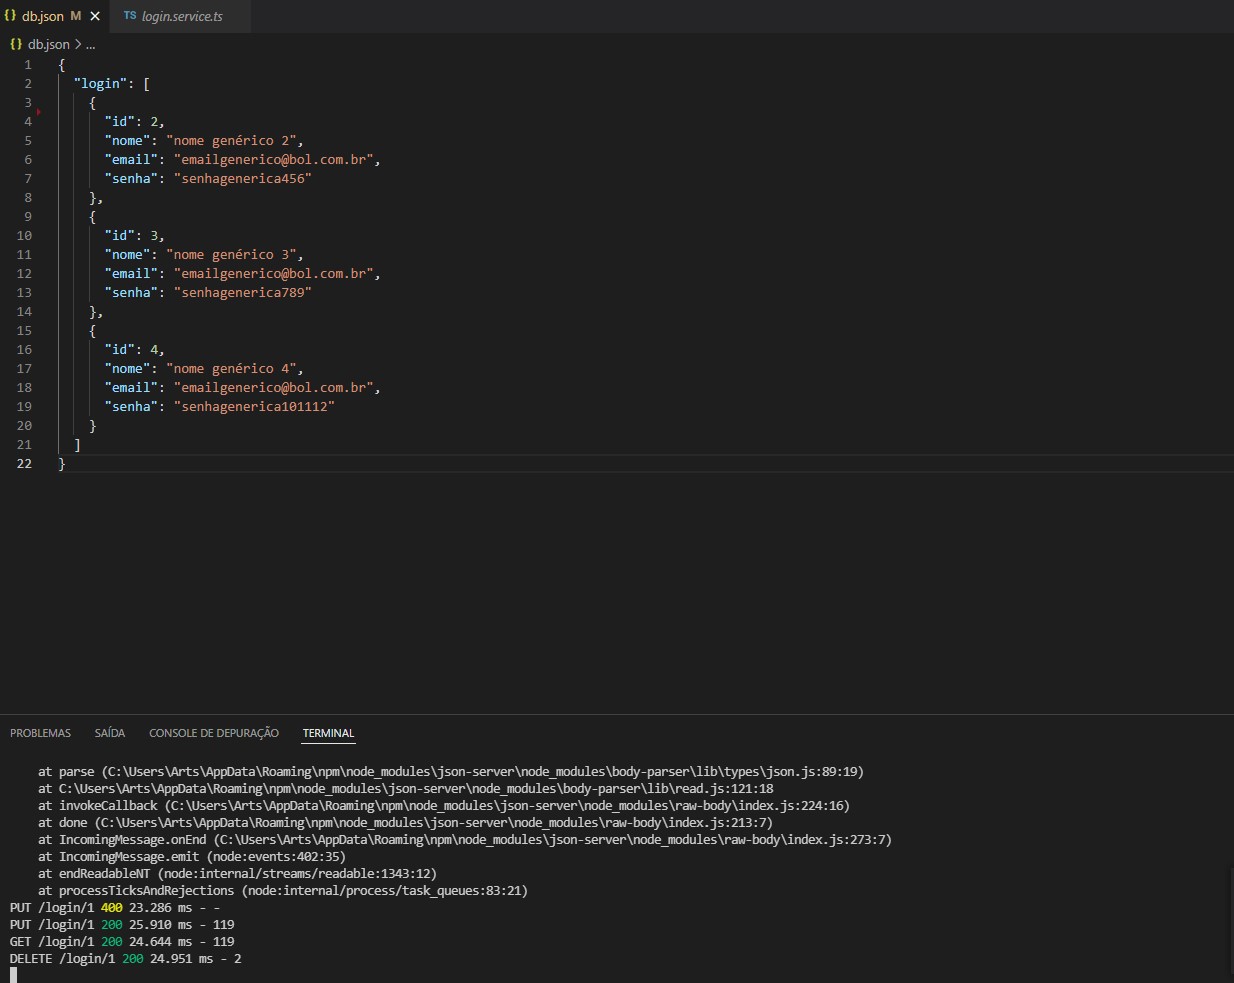 {} db.json M × TS login.service.ts
{} db.json > ...
1 {
2 "login": [
3 {
4 "id": 2,
5 "nome": "nome genérico 2",
6 "email": "emailgenerico@bol.com.br",
7 "senha": "senhagenerica456"
8 },
9 {
10 "id": 3,
11 "nome": "nome genérico 3",
12 "email": "emailgenerico@bol.com.br",
13 "senha": "senhagenerica789"
14 },
15 {
16 "id": 4,
17 "nome": "nome genérico 4",
18 "email": "emailgenerico@bol.com.br",
19 "senha": "senhagenerica101112"
20 }
21 ]
22 }
PROBLEMAS SAÍDA CONSOLE DE DEPURAÇÃO TERMINAL
at parse (C:\Users\Arts\AppData\Roaming\npm\node_modules\json-server\node_modules\body-parser\lib\types\json.js:89:19)
at C:\Users\Arts\AppData\Roaming\npm\node_modules\json-server\node_modules\body-parser\lib\read.js:121:18
at invokeCallback (C:\Users\Arts\AppData\Roaming\npm\node_modules\json-server\node_modules\raw-body\index.js:224:16)
at done (C:\Users\Arts\AppData\Roaming\npm\node_modules\json-server\node_modules\raw-body\index.js:213:7)
at IncomingMessage.onEnd (C:\Users\Arts\AppData\Roaming\npm\node_modules\json-server\node_modules\raw-body\index.js:273:7)
at IncomingMessage.emit (node:events:402:35)
at endReadableNT (node:internal/streams/readable:1343:12)
at processTicksAndRejections (node:internal/process/task_queues:83:21)
PUT /login/1 400 23.286 ms - -
PUT /login/1 200 25.910 ms - 119
GET /login/1 200 24.644 ms - 119
DELETE /login/1 200 24.951 ms - 2